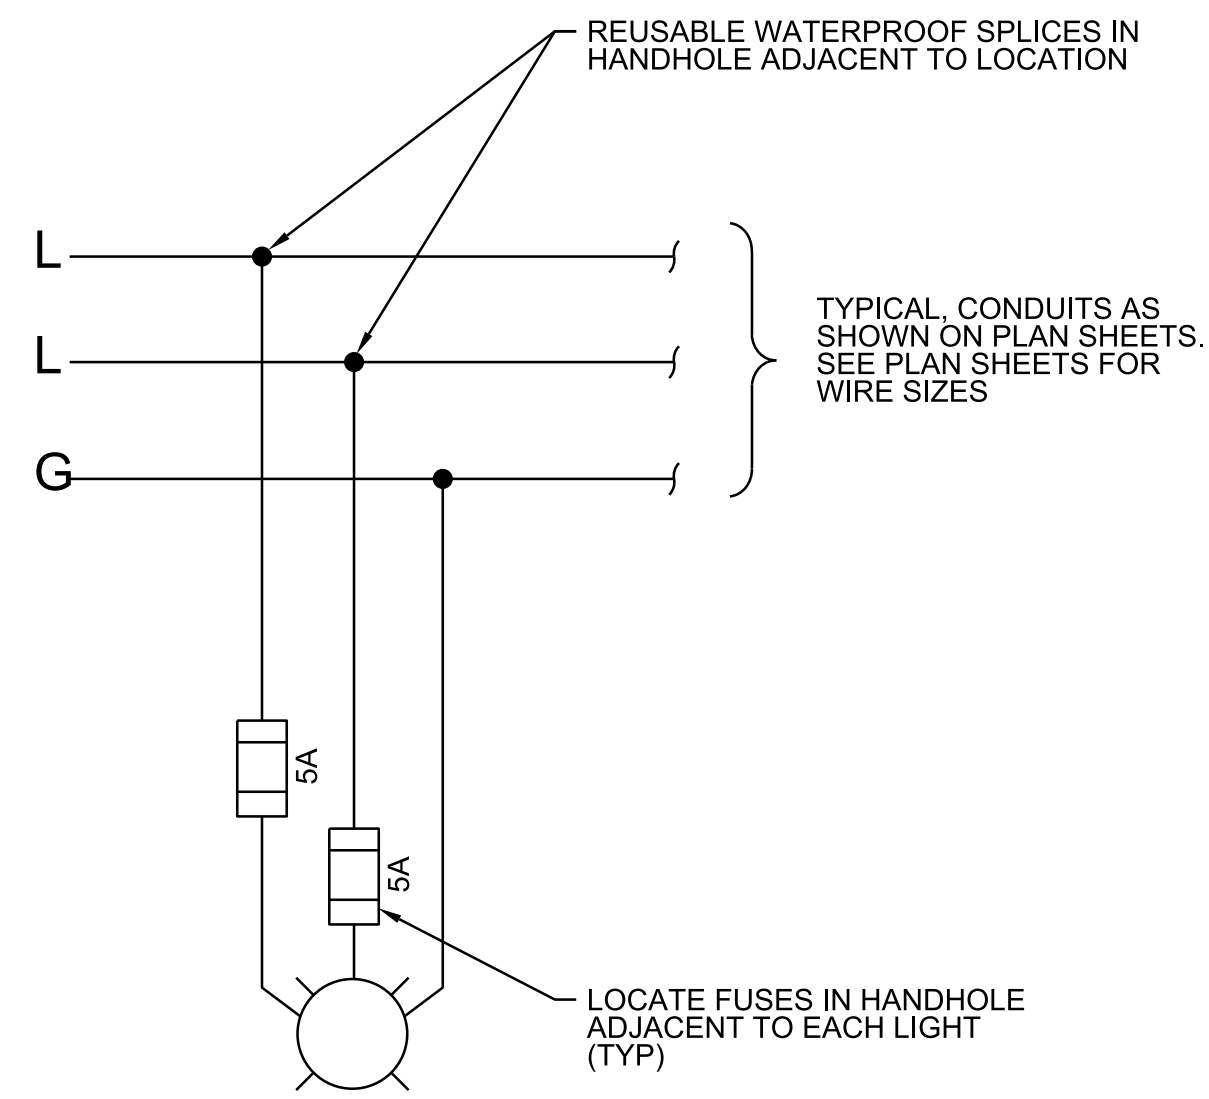 REUSABLE WATERPROOF SPLICES IN
HANDHOLE ADJACENT TO LOCATION
L
L
G
TYPICAL, CONDUITS AS
SHOWN ON PLAN SHEETS.
SEE PLAN SHEETS FOR
WIRE SIZES
5A
5A
LOCATE FUSES IN HANDHOLE
ADJACENT TO EACH LIGHT
(TYP)